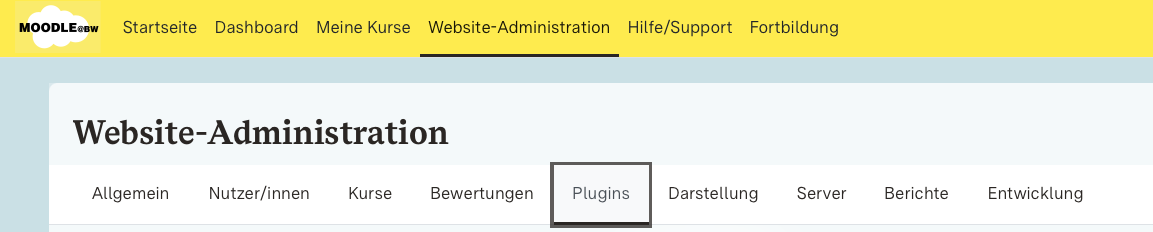 MOODLE@BW Startseite Dashboard Meine Kurse Website-Administration Hilfe/Support Fortbildung
Website-Administration
Allgemein Nutzer/innen Kurse Bewertungen Plugins Darstellung Server Berichte Entwicklung